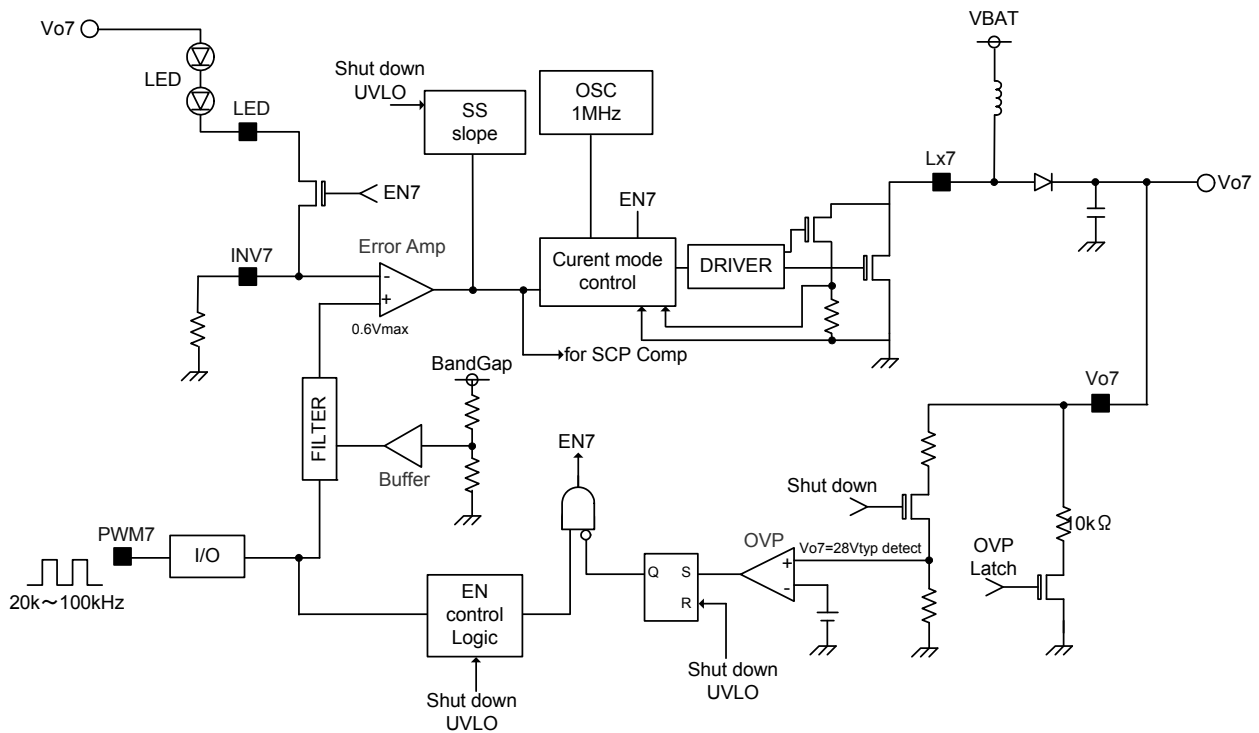 Vo7
LED
LED
Shut down
UVLO
SS
slope
OSC
1MHz
VBAT
Lx7
Vo7
EN7
EN7
INV7
Error Amp
-
+
0.6Vmax
Curent mode
control
DRIVER
for SCP Comp
BandGap
FILTER
Buffer
Vo7
EN7
Shut down
10kΩ
OVP
Latch
PWM7
I/O
20k~100kHz
EN
control
Logic
Shut down
UVLO
Q
S
R
OVP
+
-
Vo7=28Vtyp detect
Shut down
UVLO